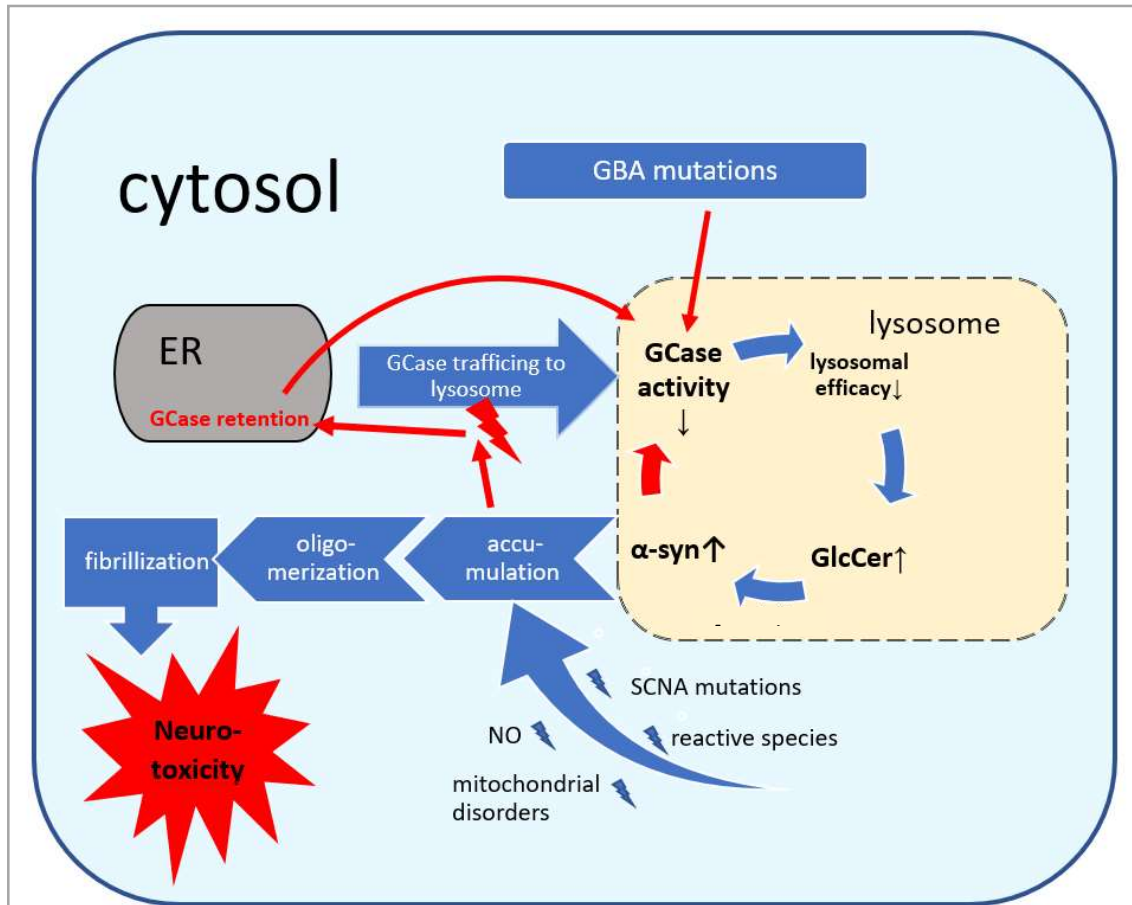 cytosol
GBA mutations
ER
GCase retention
GCase trafficing to
lysosome
lysosome
GCase
activity
↓
lysosomal
efficacy↓
α-syn↑
GlcCer↑
fibrillization
oligo-
merization
accu-
mulation
Neuro-
toxicity
SCNA mutations
NO
reactive species
mitochondrial
disorders